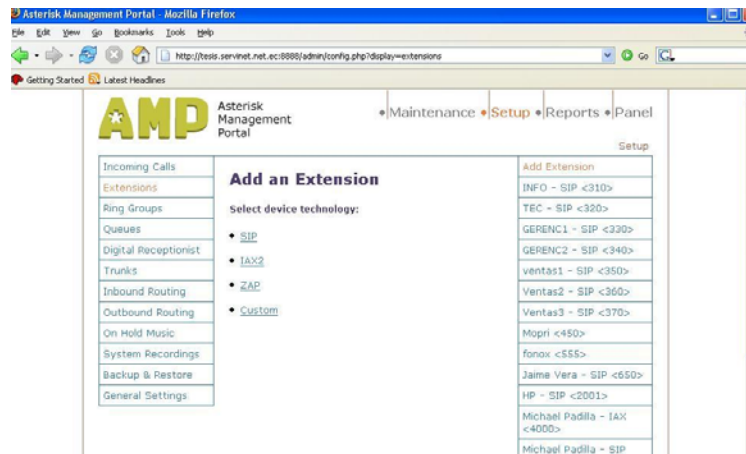 Asterisk Management Portal - Mozilla Firefox
File Edit View Go Bookmarks Tools Help
http://tesis.servinet.net.ec:8888/admin/config.php?display=extensions
Go
Getting Started Latest Headlines
AMP
Asterisk
Management
Portal
Maintenance Setup Reports Panel
Setup
Incoming Calls
Extensions
Ring Groups
Queues
Digital Receptionist
Trunks
Inbound Routing
Outbound Routing
On Hold Music
System Recordings
Backup & Restore
General Settings
Add an Extension
Select device technology:
SIP
IAX2
ZAP
Custom
Add Extension
INFO - SIP <310>
TEC - SIP <320>
GERENC1 - SIP <330>
GERENC2 - SIP <340>
ventas1 - SIP <350>
Ventas2 - SIP <360>
Ventas3 - SIP <370>
Mopri <450>
fonox <555>
Jaime Vera - SIP <650>
HP - SIP <2001>
Michael Padilla - IAX
<4000>
Michael Padilla - SIP